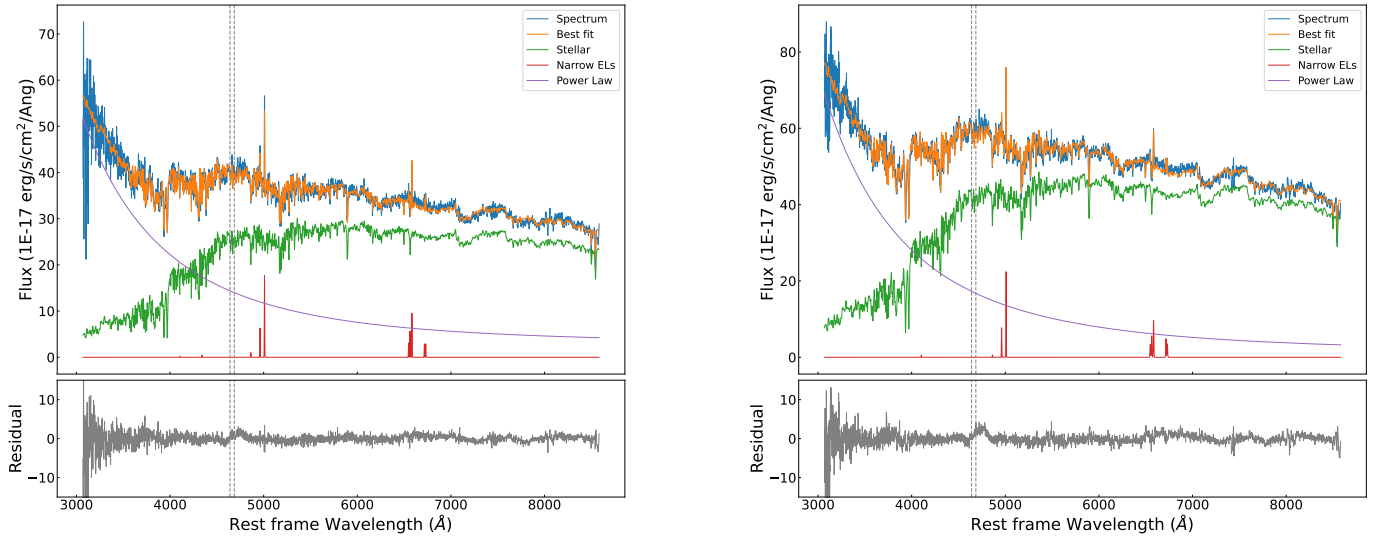 Flux (1E-17 erg/s/cm²/Ang)
70
60
50
40
30
20
10
0
Spectrum
Best fit
Stellar
Narrow ELs
Power Law
Residual
10
0
−10
3000 4000 5000 6000 7000 8000
Rest frame Wavelength (Å)
Flux (1E-17 erg/s/cm²/Ang)
80
60
40
20
0
Spectrum
Best fit
Stellar
Narrow ELs
Power Law
Residual
10
0
−10
3000 4000 5000 6000 7000 8000
Rest frame Wavelength (Å)